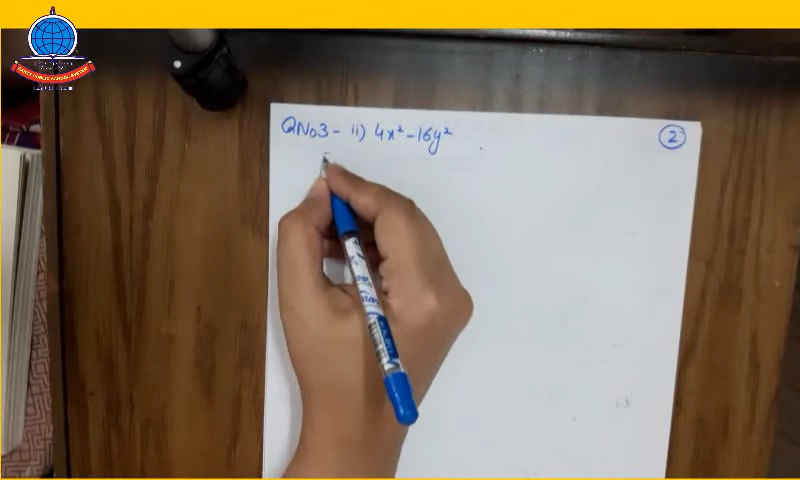 QNo3 - ii) 4x² - 16y²
②